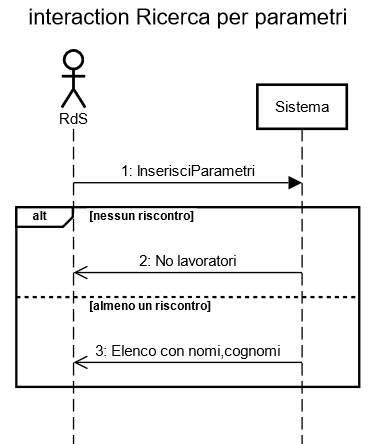 interaction Ricerca per parametri
RdS
Sistema
1: InserisciParametri
alt
[nessun riscontro]
2: No lavoratori
[almeno un riscontro]
3: Elenco con nomi,cognomi